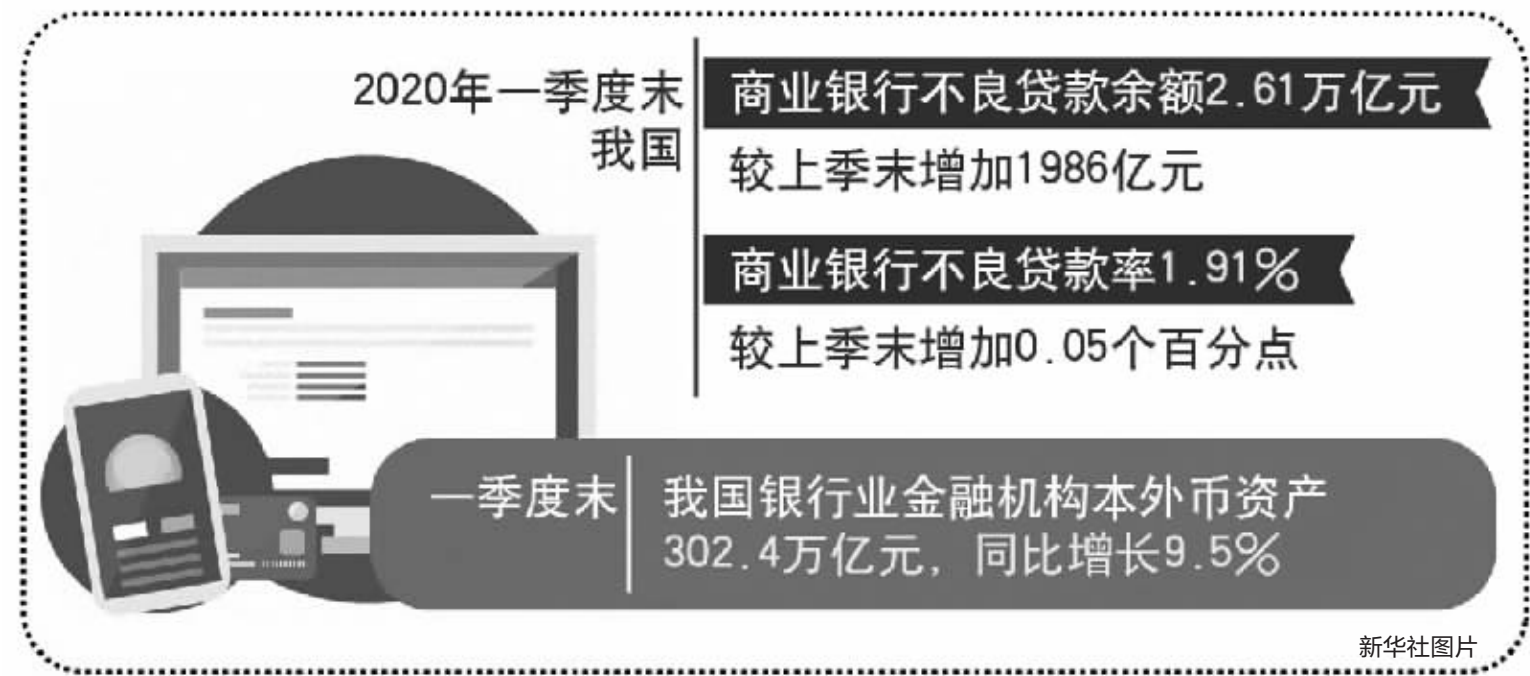 2020年一季度末
我国
商业银行不良贷款余额2.61万亿元
较上季末增加1986亿元
商业银行不良贷款率1.91%
较上季末增加0.05个百分点
一季度末
我国银行业金融机构本外币资产
302.4万亿元，同比增长9.5%
新华社图片